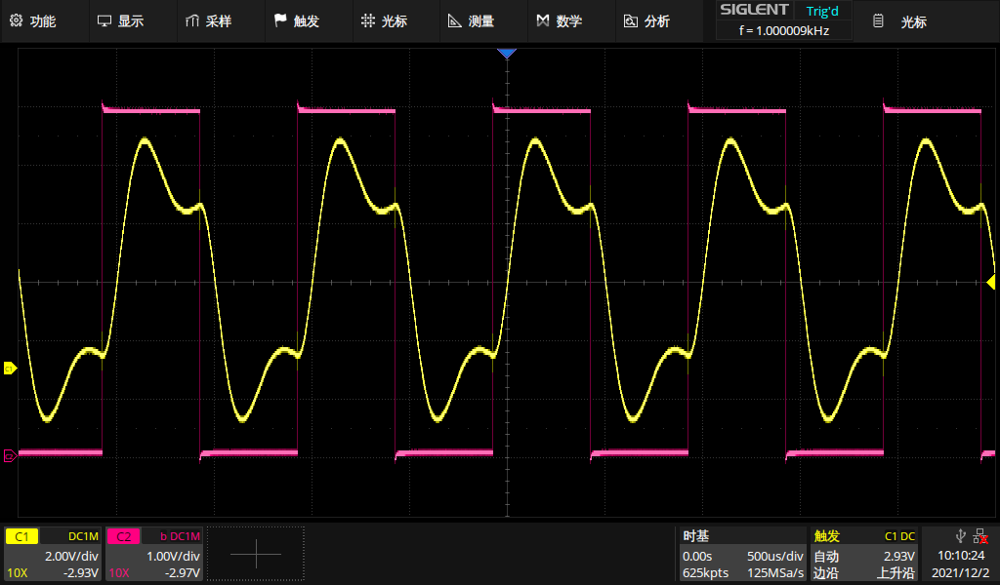 功能 显示 采样 触发 光标 测量 数学 分析
SIGLENT Trig'd
f = 1.000009kHz
光标
C1
C2
C1 DC1M
2.00V/div
10X -2.93V
C2 b DC1M
1.00V/div
10X -2.97V
时基
0.00s 500us/div
625kpts 125MSa/s
触发 C1 DC
自动 2.93V
边沿 上升沿
10:10:24
2021/12/2